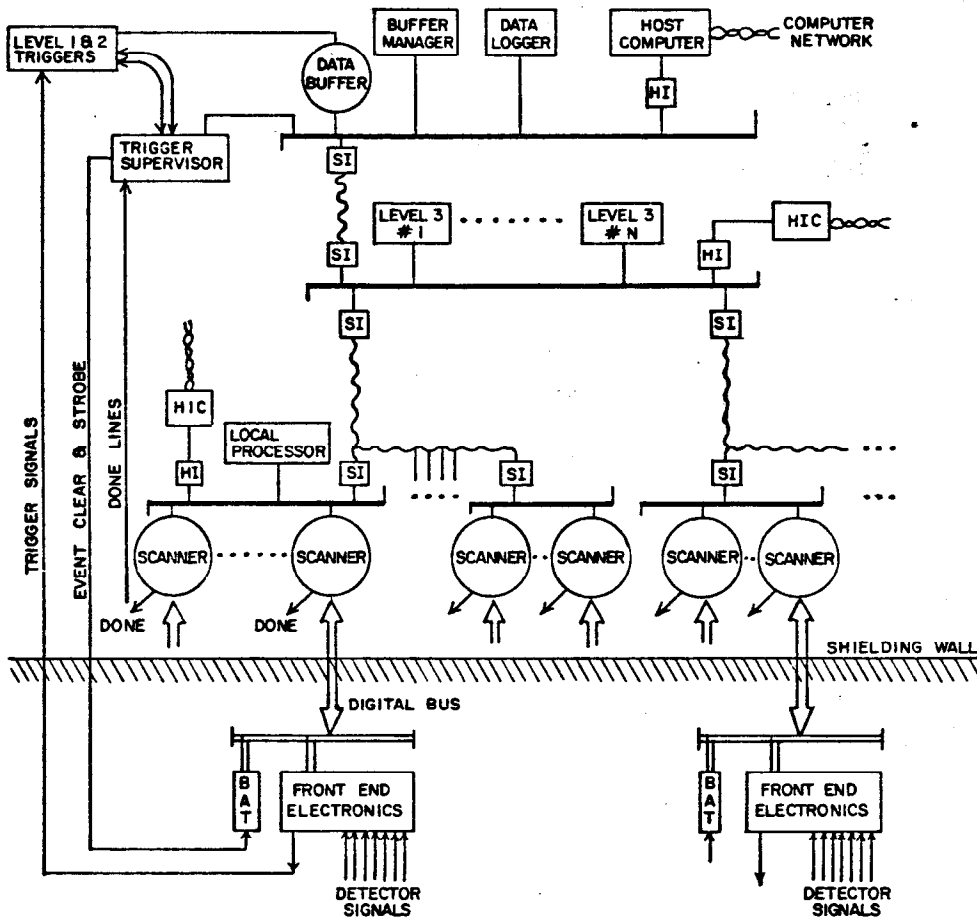 LEVEL 1 & 2
TRIGGERS
DATA
BUFFER
BUFFER
MANAGER
DATA
LOGGER
HOST
COMPUTER
COMPUTER
NETWORK
HI
TRIGGER
SUPERVISOR
SI
SI
LEVEL 3
# 1
LEVEL 3
# N
HI
HIC
SI
SI
HIC
HI
LOCAL
PROCESSOR
SI
SI
SI
TRIGGER SIGNALS
EVENT CLEAR & STROBE
DONE LINES
SCANNER
SCANNER
SCANNER
SCANNER
SCANNER
SCANNER
DONE
DONE
SHIELDING WALL
DIGITAL BUS
BAT
FRONT END
ELECTRONICS
BAT
FRONT END
ELECTRONICS
DETECTOR
SIGNALS
DETECTOR
SIGNALS